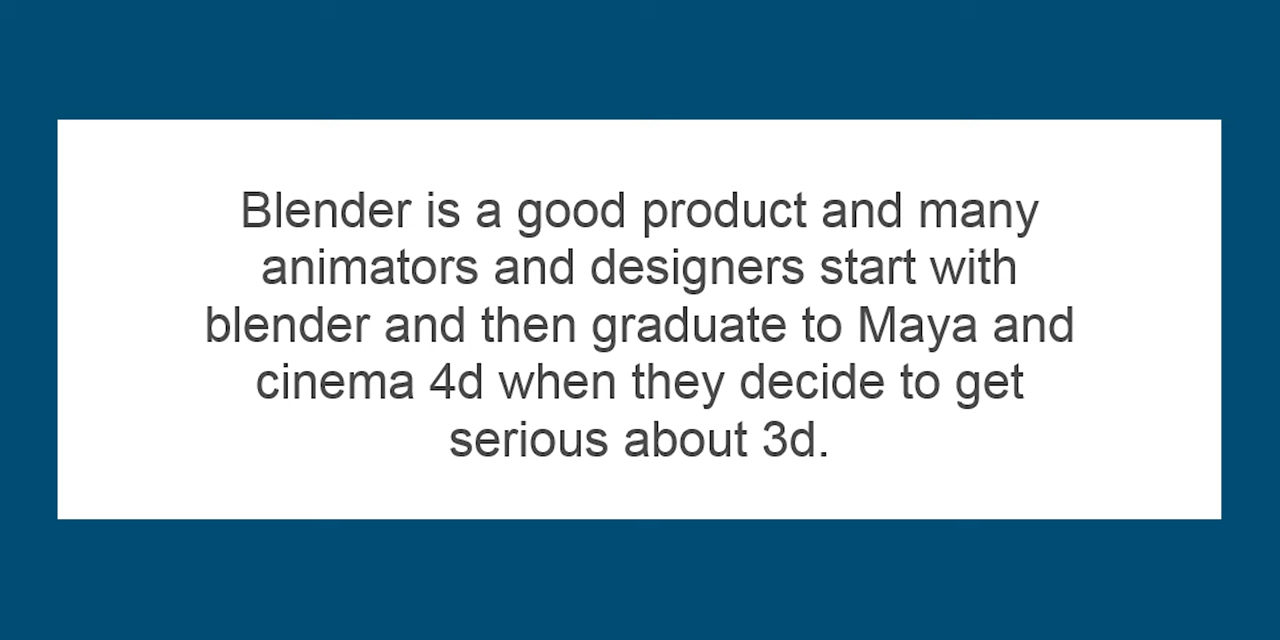 Blender is a good product and many
animators and designers start with
blender and then graduate to Maya and
cinema 4d when they decide to get
serious about 3d.